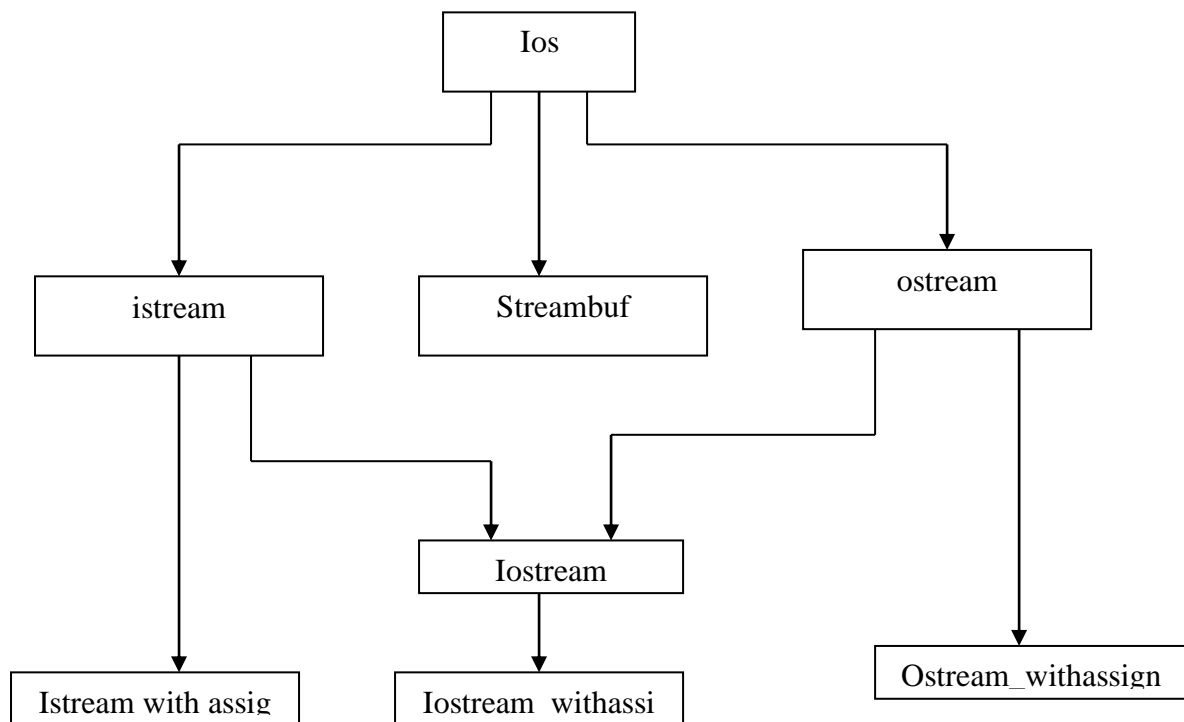 Ios
istream
Streambuf
ostream
Iostream
Istream with assig
Iostream_withassi
Ostream_withassign